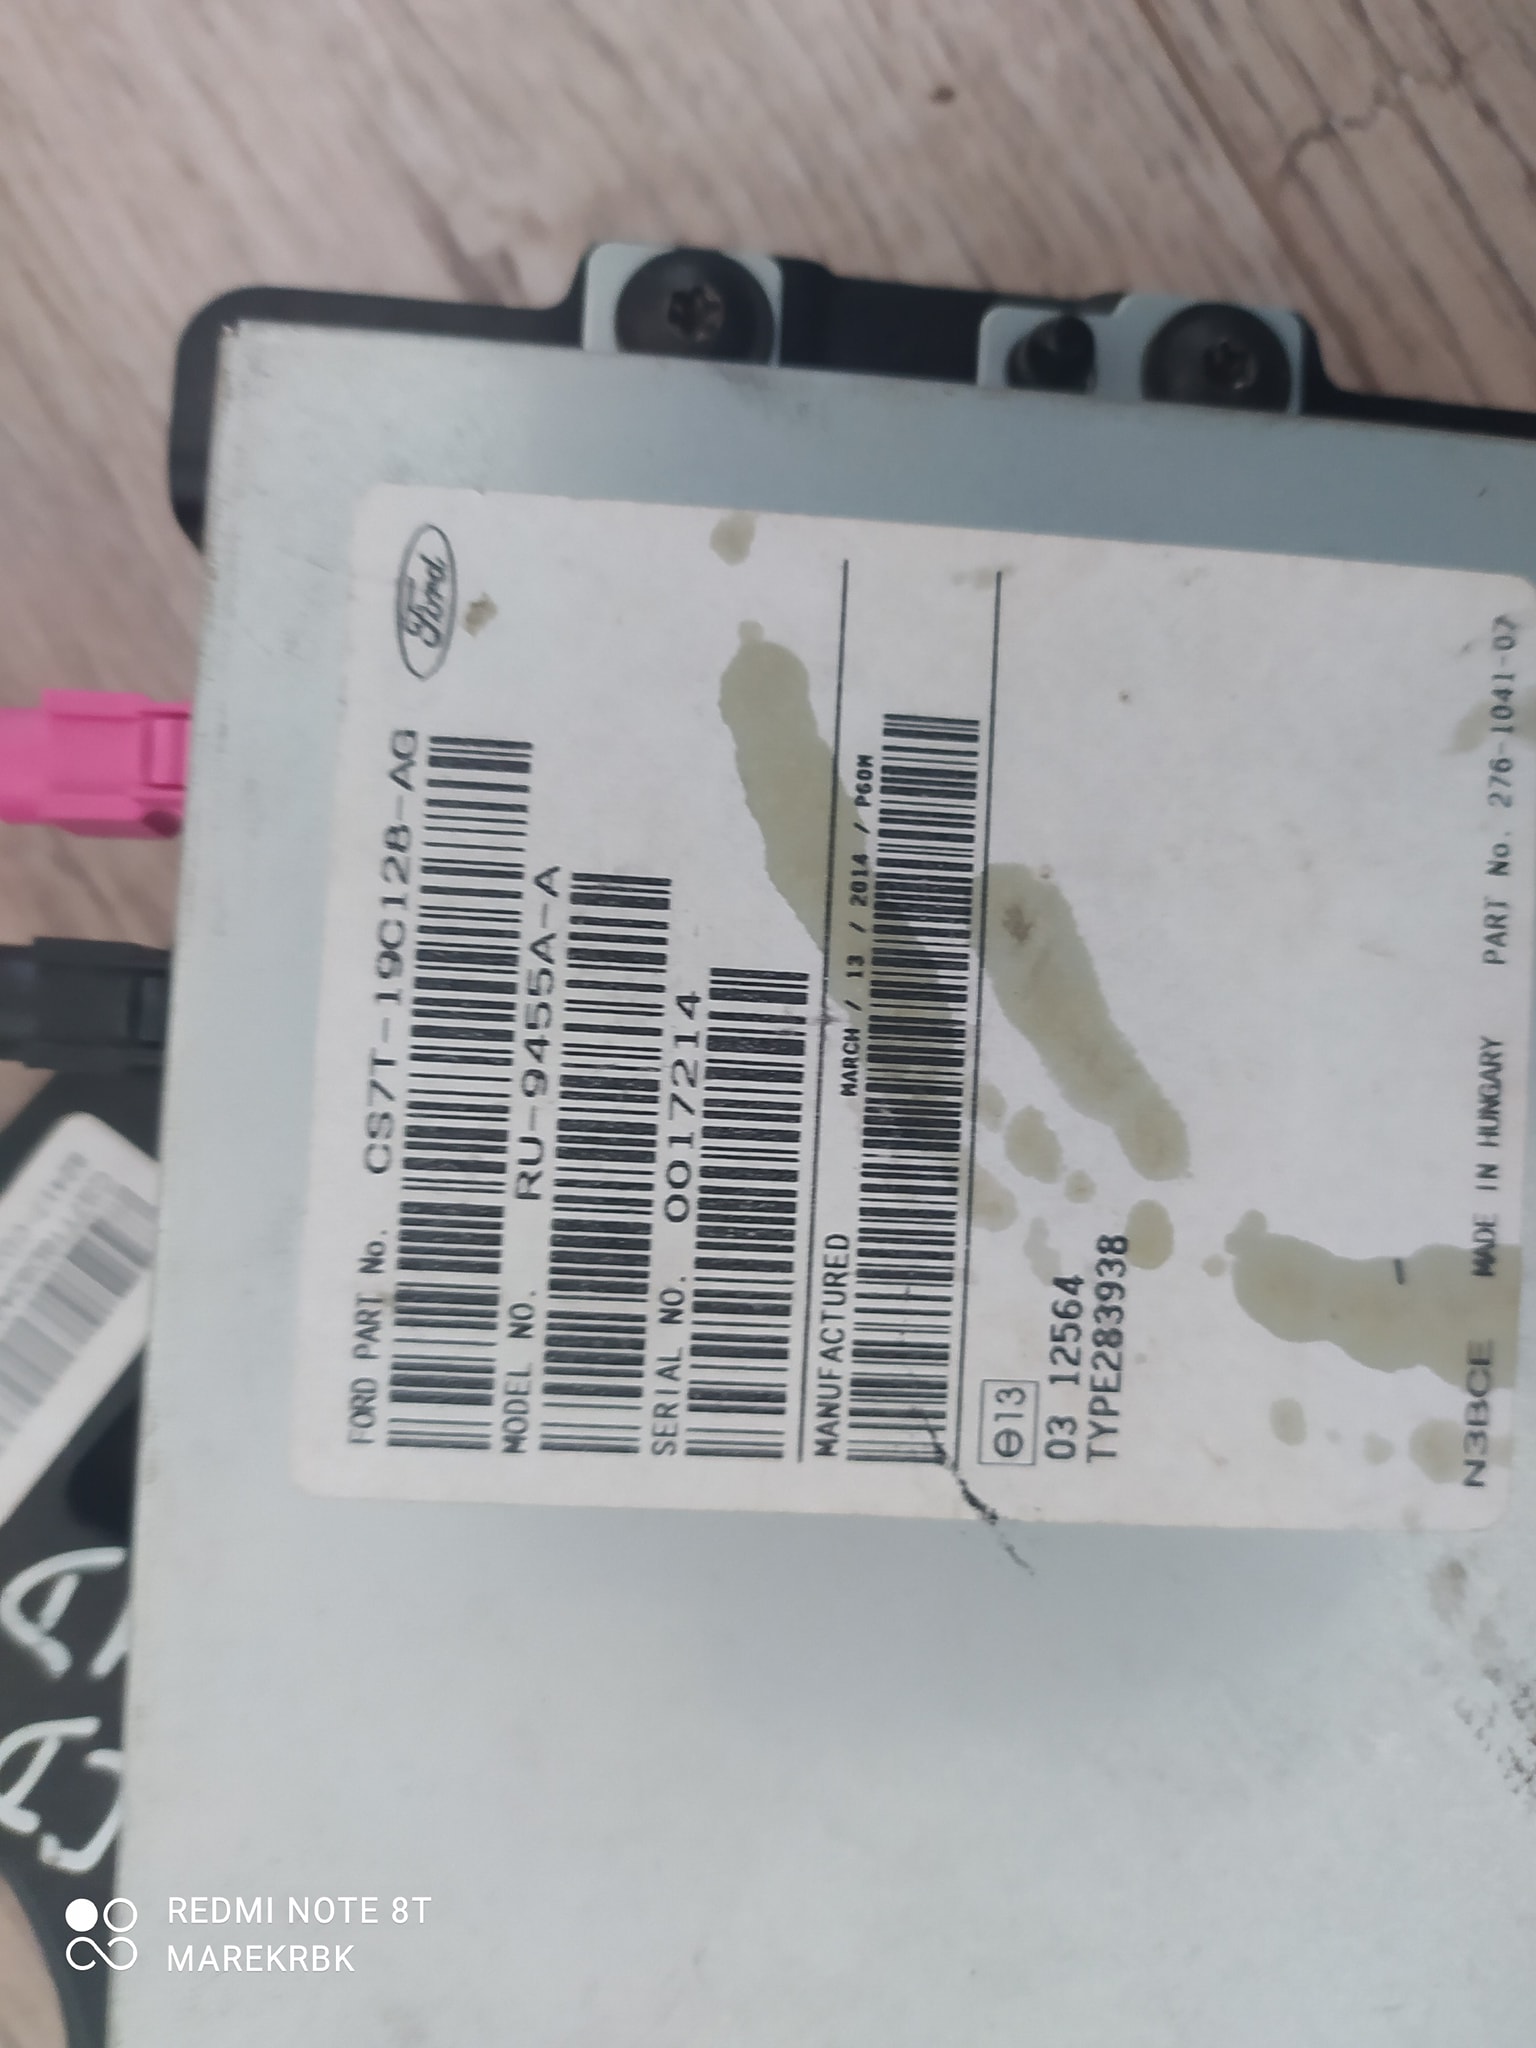 Ford
FORD PART No. CS7T-19C128-AG
MODEL NO. RU-9455A-A
SERIAL NO. 0017214
MANUFACTURED MARCH / 13 / 2014 / PGOM
e13
03 12564
TYPE283938
N3BCE MADE IN HUNGARY PART No. 276-1041-07
REDMI NOTE 8T
MAREKRBK